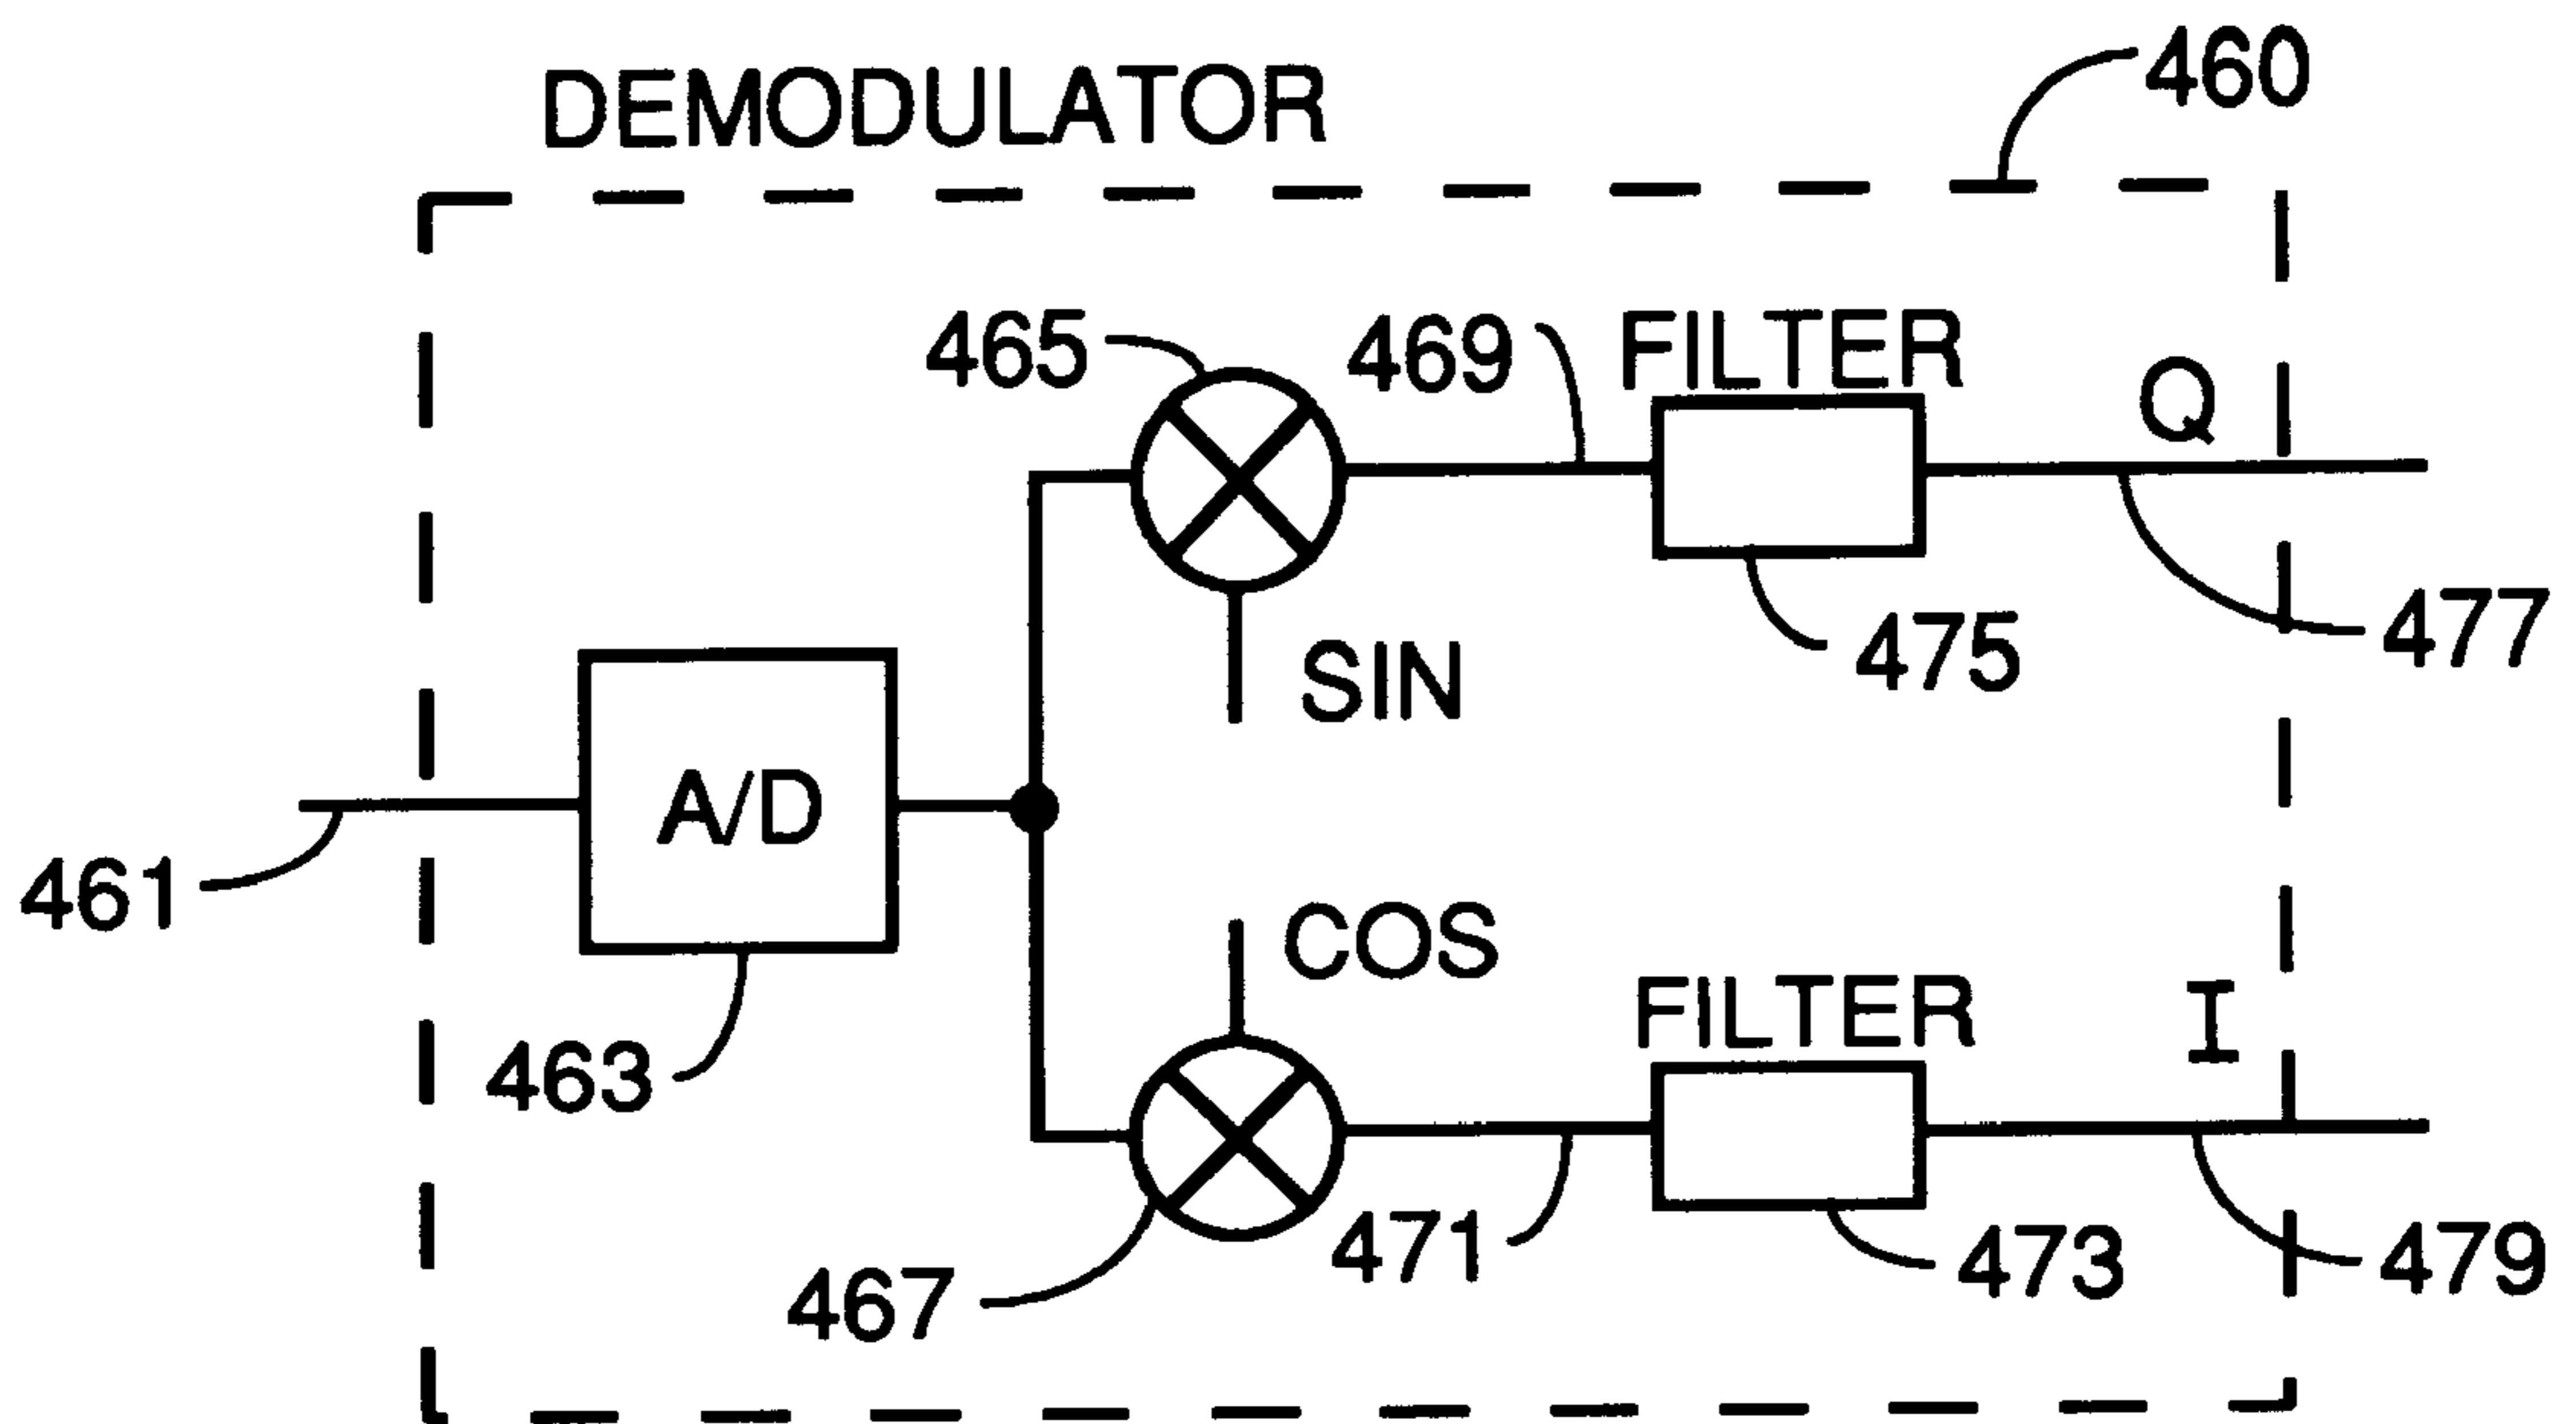 460
DEMODULATOR
465
469
FILTER
Q
SIN
475
477
A/D
461
COS
463
FILTER
I
467
471
473
479